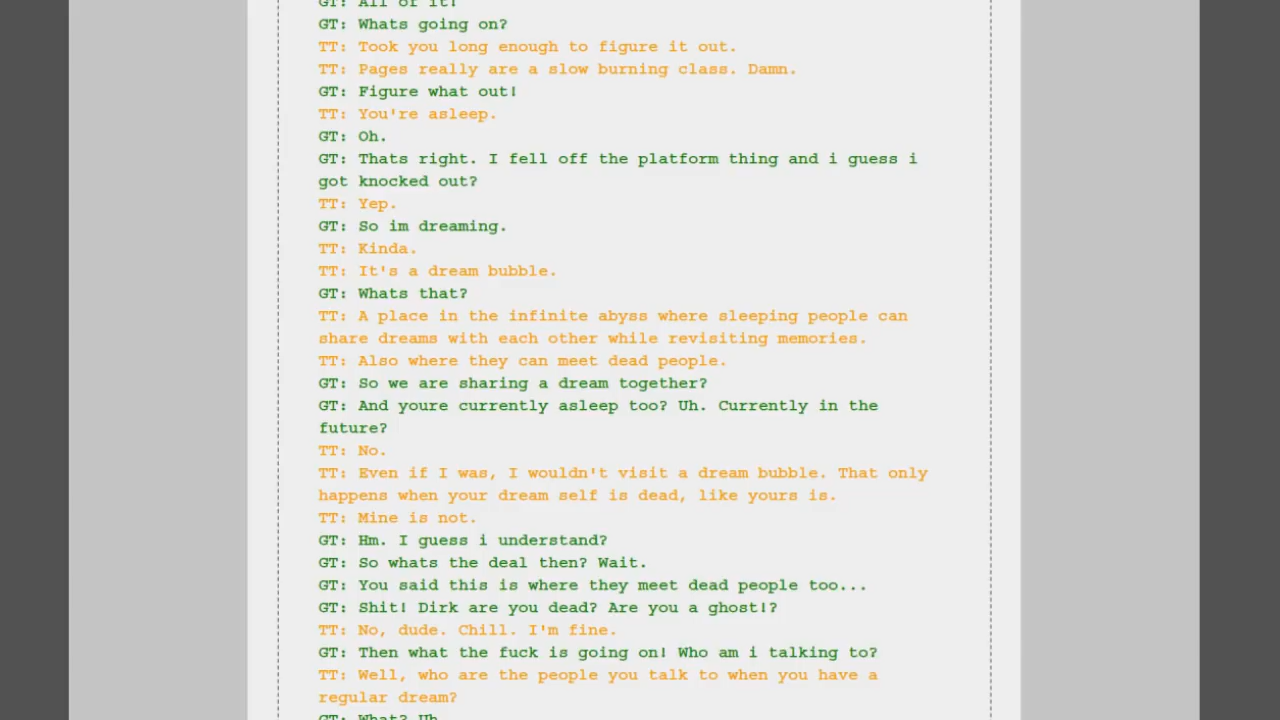 GT: All of it!
GT: Whats going on?
TT: Took you long enough to figure it out.
TT: Pages really are a slow burning class. Damn.
GT: Figure what out!
TT: You're asleep.
GT: Oh.
GT: Thats right. I fell off the platform thing and i guess i
got knocked out?
TT: Yep.
GT: So im dreaming.
TT: Kinda.
TT: It's a dream bubble.
GT: Whats that?
TT: A place in the infinite abyss where sleeping people can
share dreams with each other while revisiting memories.
TT: Also where they can meet dead people.
GT: So we are sharing a dream together?
GT: And youre currently asleep too? Uh. Currently in the
future?
TT: No.
TT: Even if I was, I wouldn't visit a dream bubble. That only
happens when your dream self is dead, like yours is.
TT: Mine is not.
GT: Hm. I guess i understand?
GT: So whats the deal then? Wait.
GT: You said this is where they meet dead people too...
GT: Shit! Dirk are you dead? Are you a ghost!?
TT: No, dude. Chill. I'm fine.
GT: Then what the fuck is going on! Who am i talking to?
TT: Well, who are the people you talk to when you have a
regular dream?
GT: What? Uh